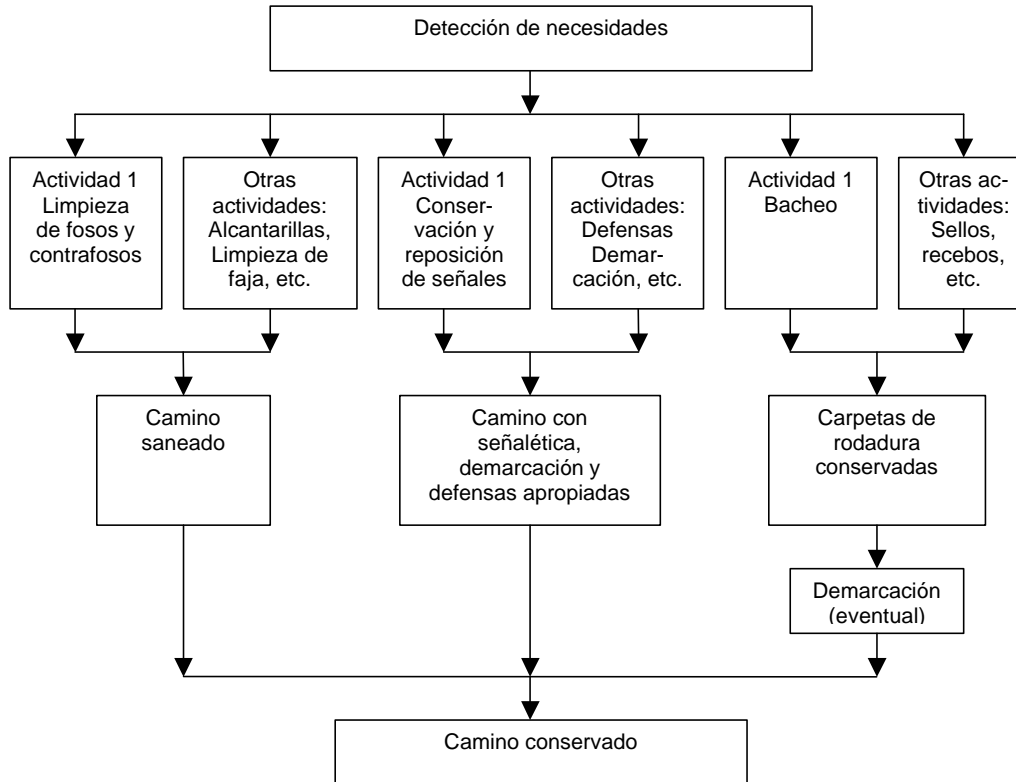 Detección de necesidades
Actividad 1
Limpieza
de fosos y
contrafosos
Otras
actividades:
Alcantarillas,
Limpieza de
faja, etc.
Actividad 1
Conser-
vación y
reposición
de señales
Otras
actividades:
Defensas
Demar-
cación, etc.
Actividad 1
Bacheo
Otras ac-
tividades:
Sellos,
recebos,
etc.
Camino
saneado
Camino con
señalética,
demarcación y
defensas apropiadas
Carpetas de
rodadura
conservadas
Demarcación
(eventual)
Camino conservado